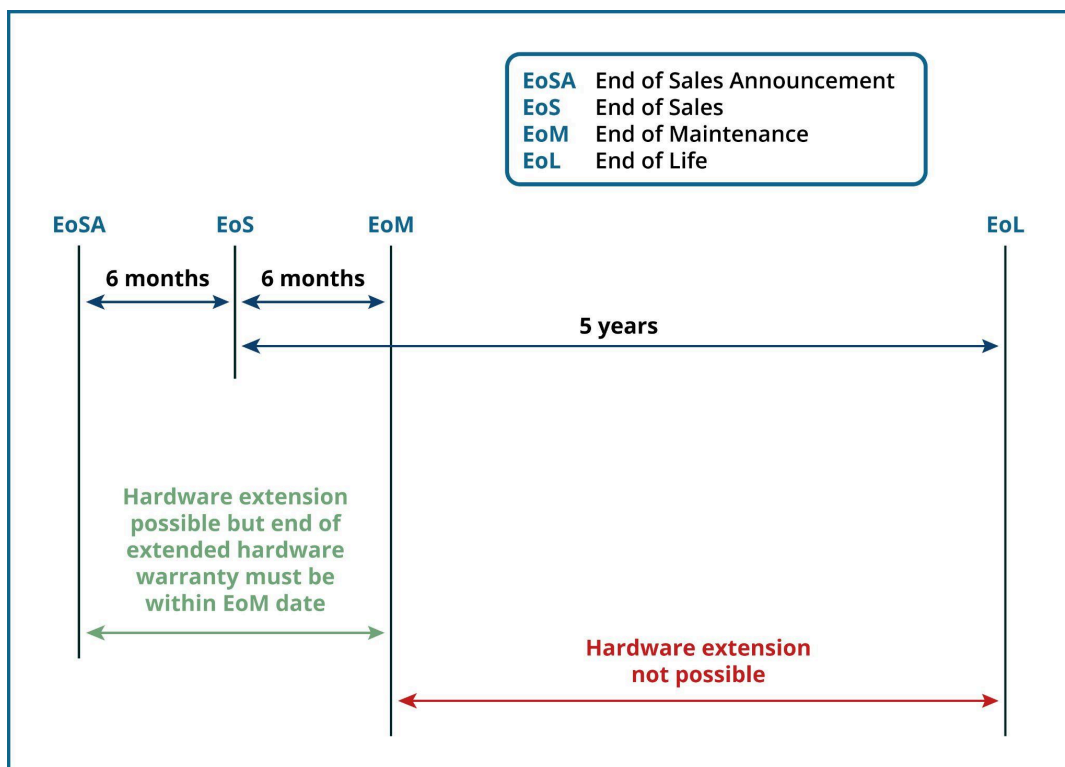 EoSA End of Sales Announcement
EoS End of Sales
EoM End of Maintenance
EoL End of Life
EoSA EoS EoM EoL
6 months 6 months
5 years
Hardware extension
possible but end of
extended hardware
warranty must be
within EoM date
Hardware extension
not possible